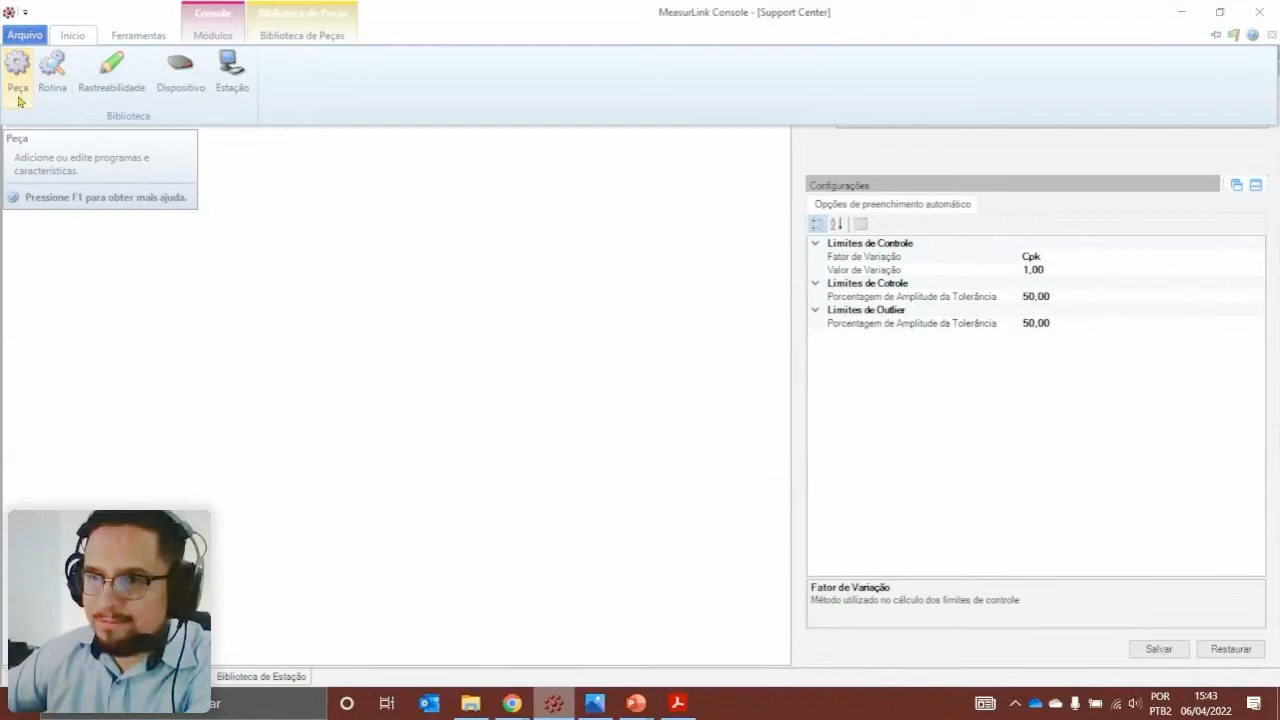 Console
Biblioteca de Peças
MeasurLink Console - [Support Center]
Arquivo
Início
Ferramentas
Módulos
Biblioteca de Peças
Peça
Rotina
Rastreabilidade
Dispositivo
Estação
Biblioteca
Peça
Adicione ou edite programas e
características.
Pressione F1 para obter mais ajuda.
Configurações
Opções de preenchimento automático
Limites de Controle
Fator de Variação Cpk
Valor de Variação 1,00
Limites de Cotrole
Porcentagem de Amplitude da Tolerância 50,00
Limites de Outlier
Porcentagem de Amplitude da Tolerância 50,00
Fator de Variação
Método utilizado no cálculo dos limites de controle
Salvar
Restaurar
Biblioteca de Estação
ar
POR
PTB2
15:43
06/04/2022